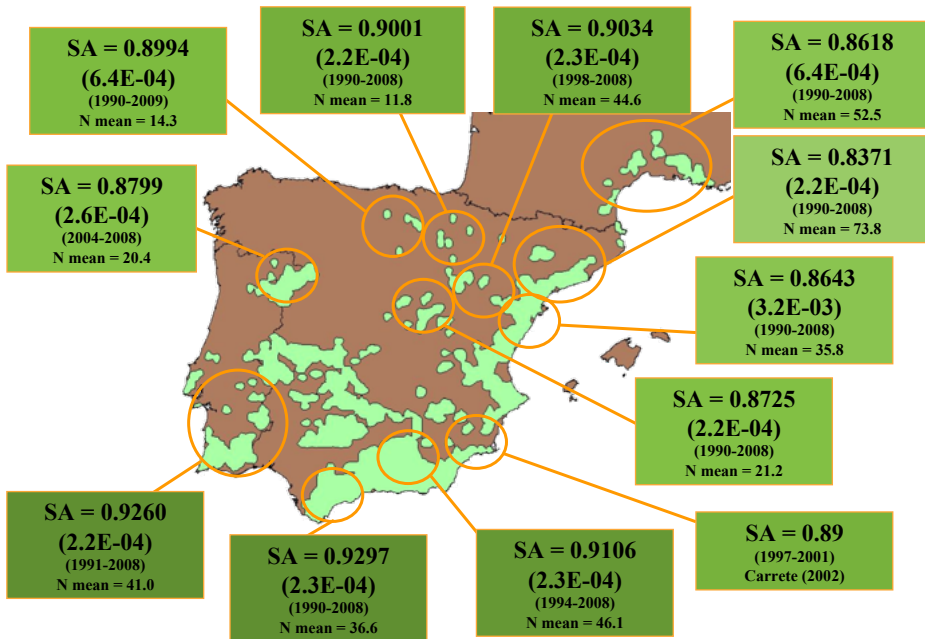 SA = 0.8994
(6.4E-04)
(1990-2009)
N mean = 14.3
SA = 0.9001
(2.2E-04)
(1990-2008)
N mean = 11.8
SA = 0.9034
(2.3E-04)
(1998-2008)
N mean = 44.6
SA = 0.8618
(6.4E-04)
(1990-2008)
N mean = 52.5
SA = 0.8799
(2.6E-04)
(2004-2008)
N mean = 20.4
SA = 0.8371
(2.2E-04)
(1990-2008)
N mean = 73.8
SA = 0.8643
(3.2E-03)
(1990-2008)
N mean = 35.8
SA = 0.8725
(2.2E-04)
(1990-2008)
N mean = 21.2
SA = 0.9260
(2.2E-04)
(1991-2008)
N mean = 41.0
SA = 0.9297
(2.3E-04)
(1990-2008)
N mean = 36.6
SA = 0.9106
(2.3E-04)
(1994-2008)
N mean = 46.1
SA = 0.89
(1997-2001)
Carrete (2002)